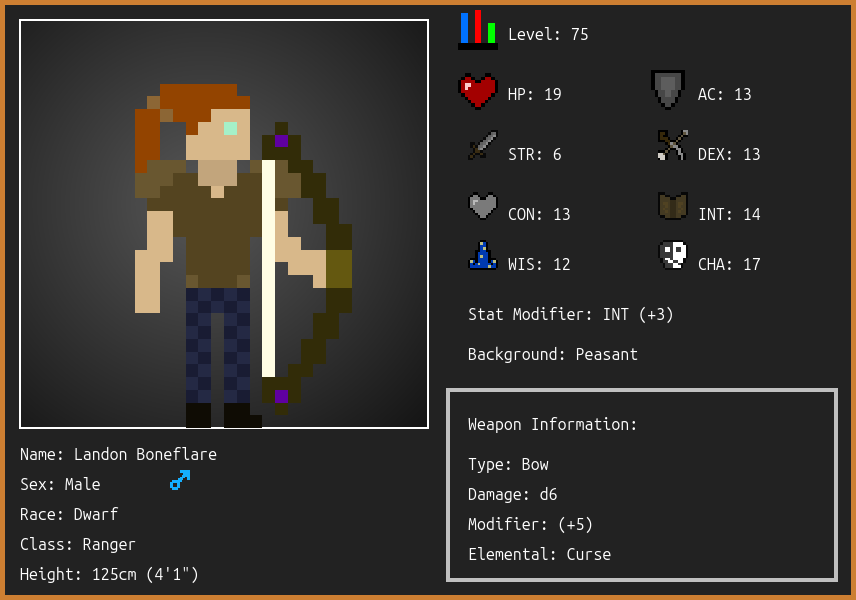 Level: 75
HP: 19
AC: 13
STR: 6
DEX: 13
CON: 13
INT: 14
WIS: 12
CHA: 17
Stat Modifier: INT (+3)
Background: Peasant
Weapon Information:
Type: Bow
Damage: d6
Modifier: (+5)
Elemental: Curse
Name: Landon Boneflare
Sex: Male
Race: Dwarf
Class: Ranger
Height: 125cm (4'1")